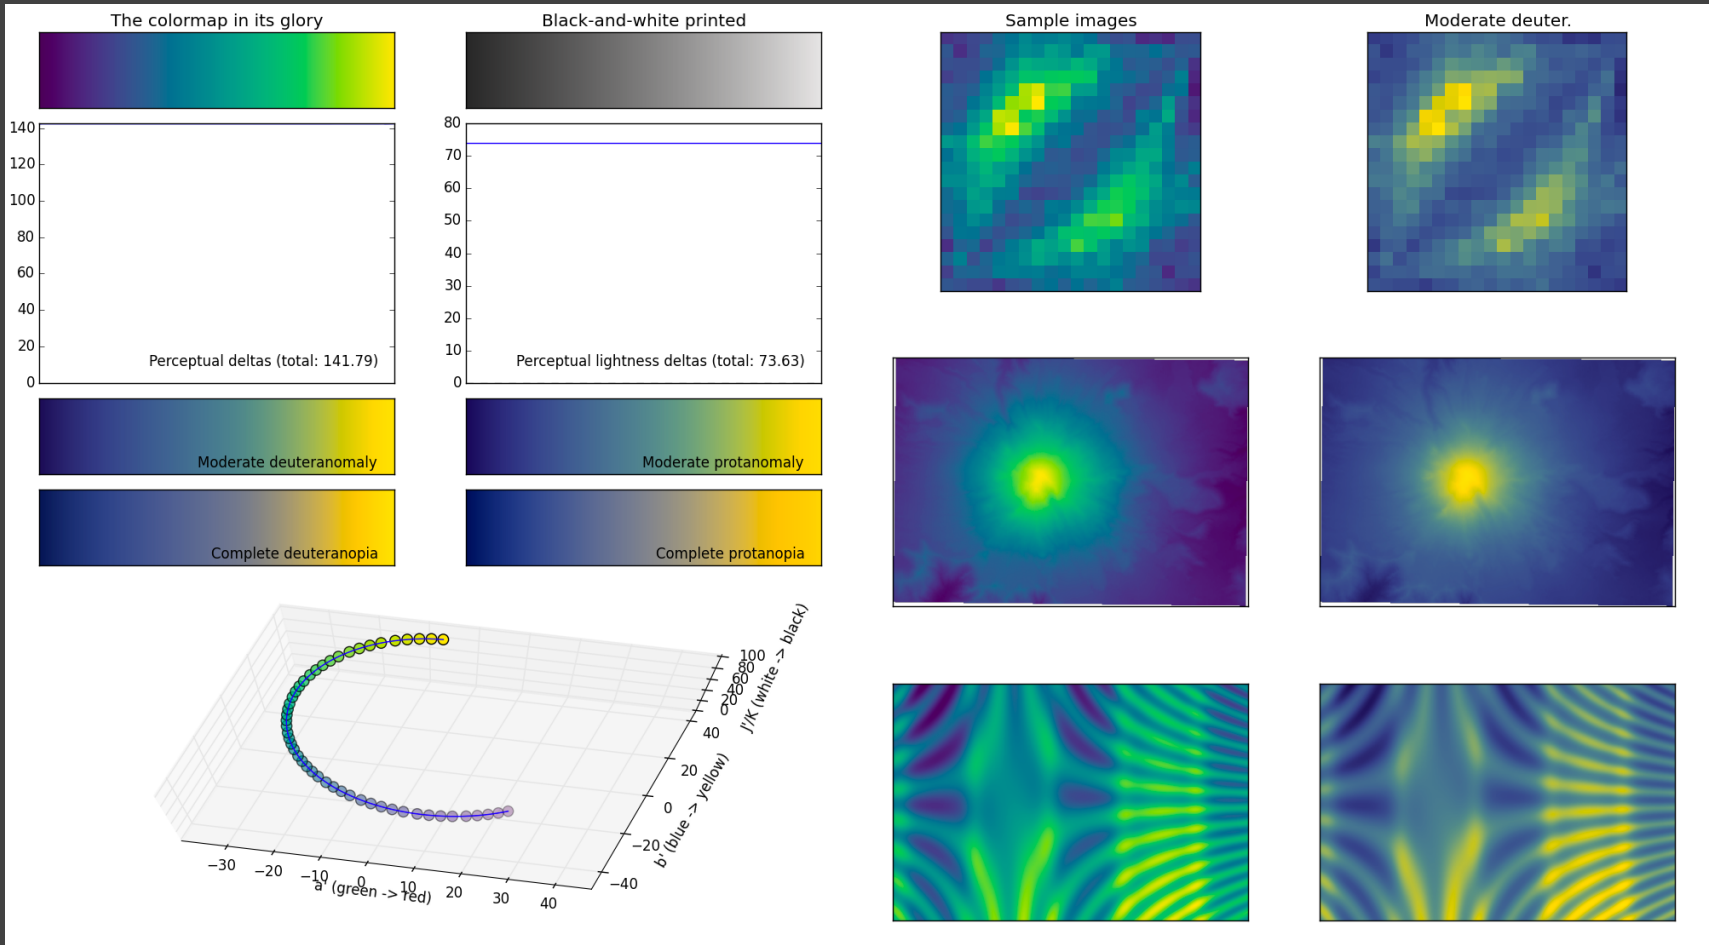 The colormap in its glory
Black-and-white printed
Sample images
Moderate deuter.
140
120
100
80
60
40
20
0
Perceptual deltas (total: 141.79)
80
70
60
50
40
30
20
10
0
Perceptual lightness deltas (total: 73.63)
Moderate deuteranomaly
Moderate protanomaly
Complete deuteranopia
Complete protanopia
100
80
60
40
20
0
J'/K (white -> black)
40
20
0
−20
−40
b' (blue -> yellow)
−30
−20
−10
0
10
20
30
40
a' (green -> red)